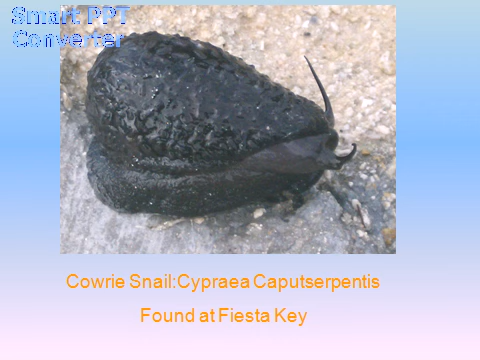 Smart PPT
Converter
Cowrie Snail:Cypraea Caputserpentis
Found at Fiesta Key